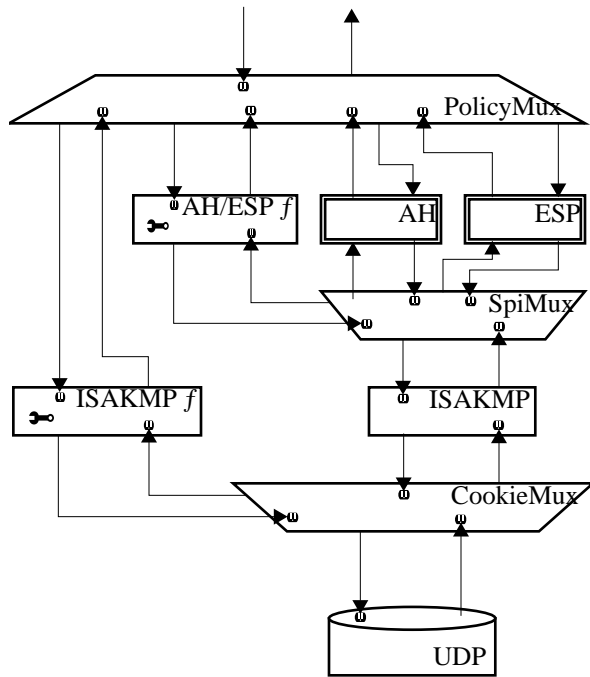 PolicyMux
AH/ESP ƒ
AH
ESP
SpiMux
ISAKMP ƒ
ISAKMP
CookieMux
UDP